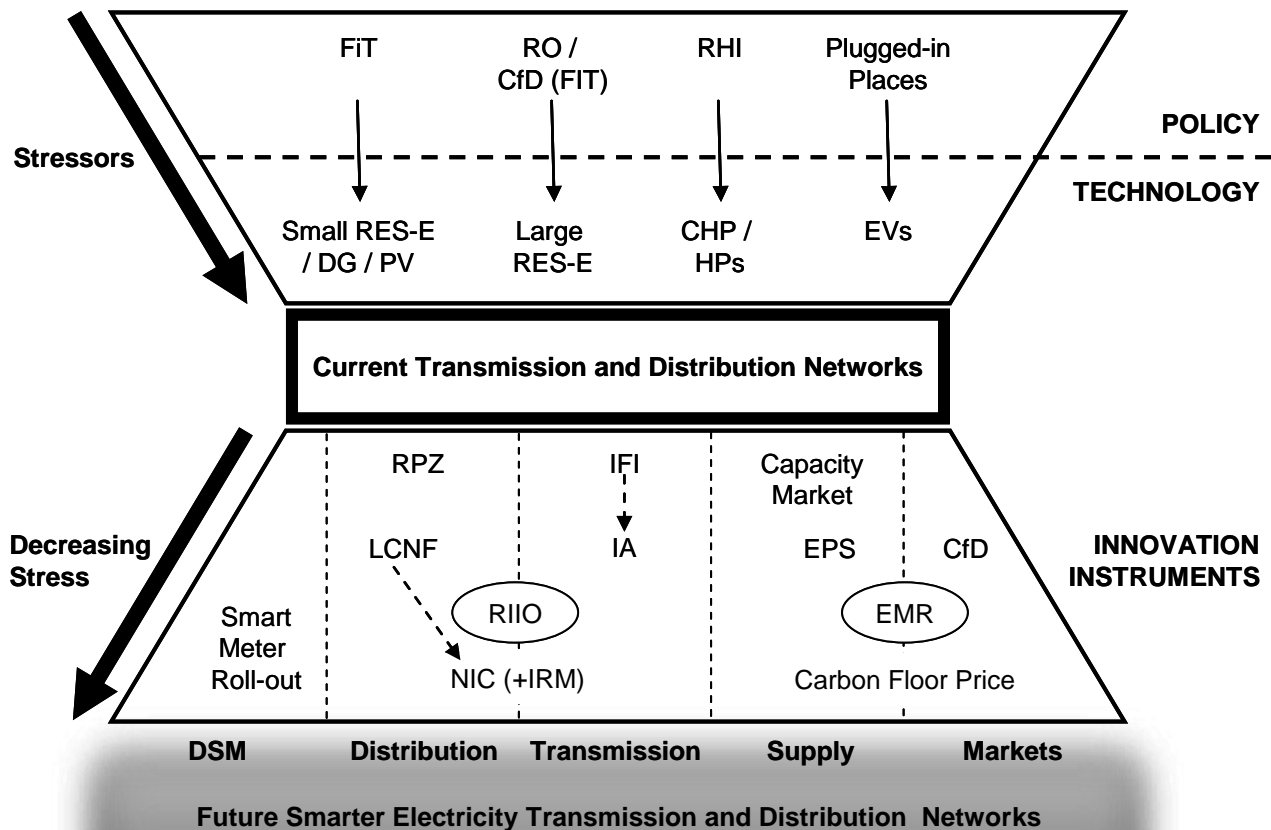 FiT
RO /
CfD (FIT)
RHI
Plugged-in
Places
POLICY
Stressors
TECHNOLOGY
Small RES-E
/ DG / PV
Large
RES-E
CHP /
HPs
EVs
Current Transmission and Distribution Networks
RPZ
IFI
Capacity
Market
Decreasing
Stress
LCNF
IA
EPS
CfD
INNOVATION
INSTRUMENTS
Smart
Meter
Roll-out
RIIO
EMR
NIC (+IRM)
Carbon Floor Price
DSM
Distribution
Transmission
Supply
Markets
Future Smarter Electricity Transmission and Distribution Networks